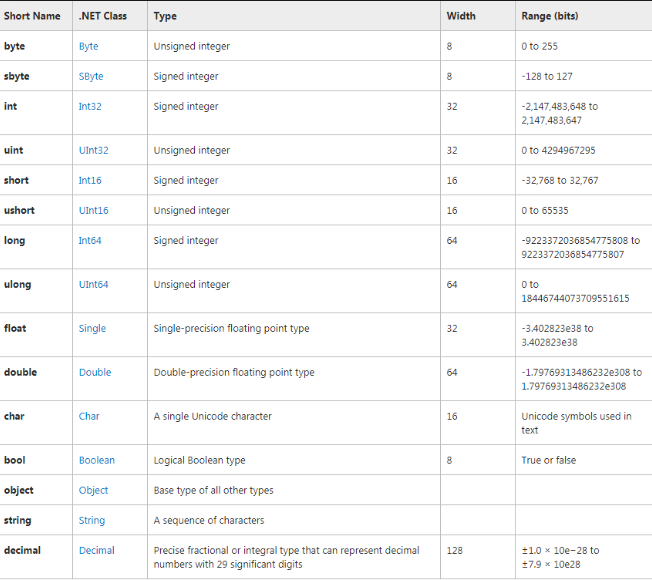 Short Name .NET Class Type Width Range (bits)
byte Byte Unsigned integer 8 0 to 255
sbyte SByte Signed integer 8 -128 to 127
int Int32 Signed integer 32 -2,147,483,648 to
2,147,483,647
uint UInt32 Unsigned integer 32 0 to 4294967295
short Int16 Signed integer 16 -32,768 to 32,767
ushort UInt16 Unsigned integer 16 0 to 65535
long Int64 Signed integer 64 -9223372036854775808 to
9223372036854775807
ulong UInt64 Unsigned integer 64 0 to
18446744073709551615
float Single Single-precision floating point type 32 -3.402823e38 to
3.402823e38
double Double Double-precision floating point type 64 -1.79769313486232e308 to
1.79769313486232e308
char Char A single Unicode character 16 Unicode symbols used in
text
bool Boolean Logical Boolean type 8 True or false
object Object Base type of all other types
string String A sequence of characters
decimal Decimal Precise fractional or integral type that can represent decimal 128 ±1.0 × 10e−28 to
numbers with 29 significant digits ±7.9 × 10e28